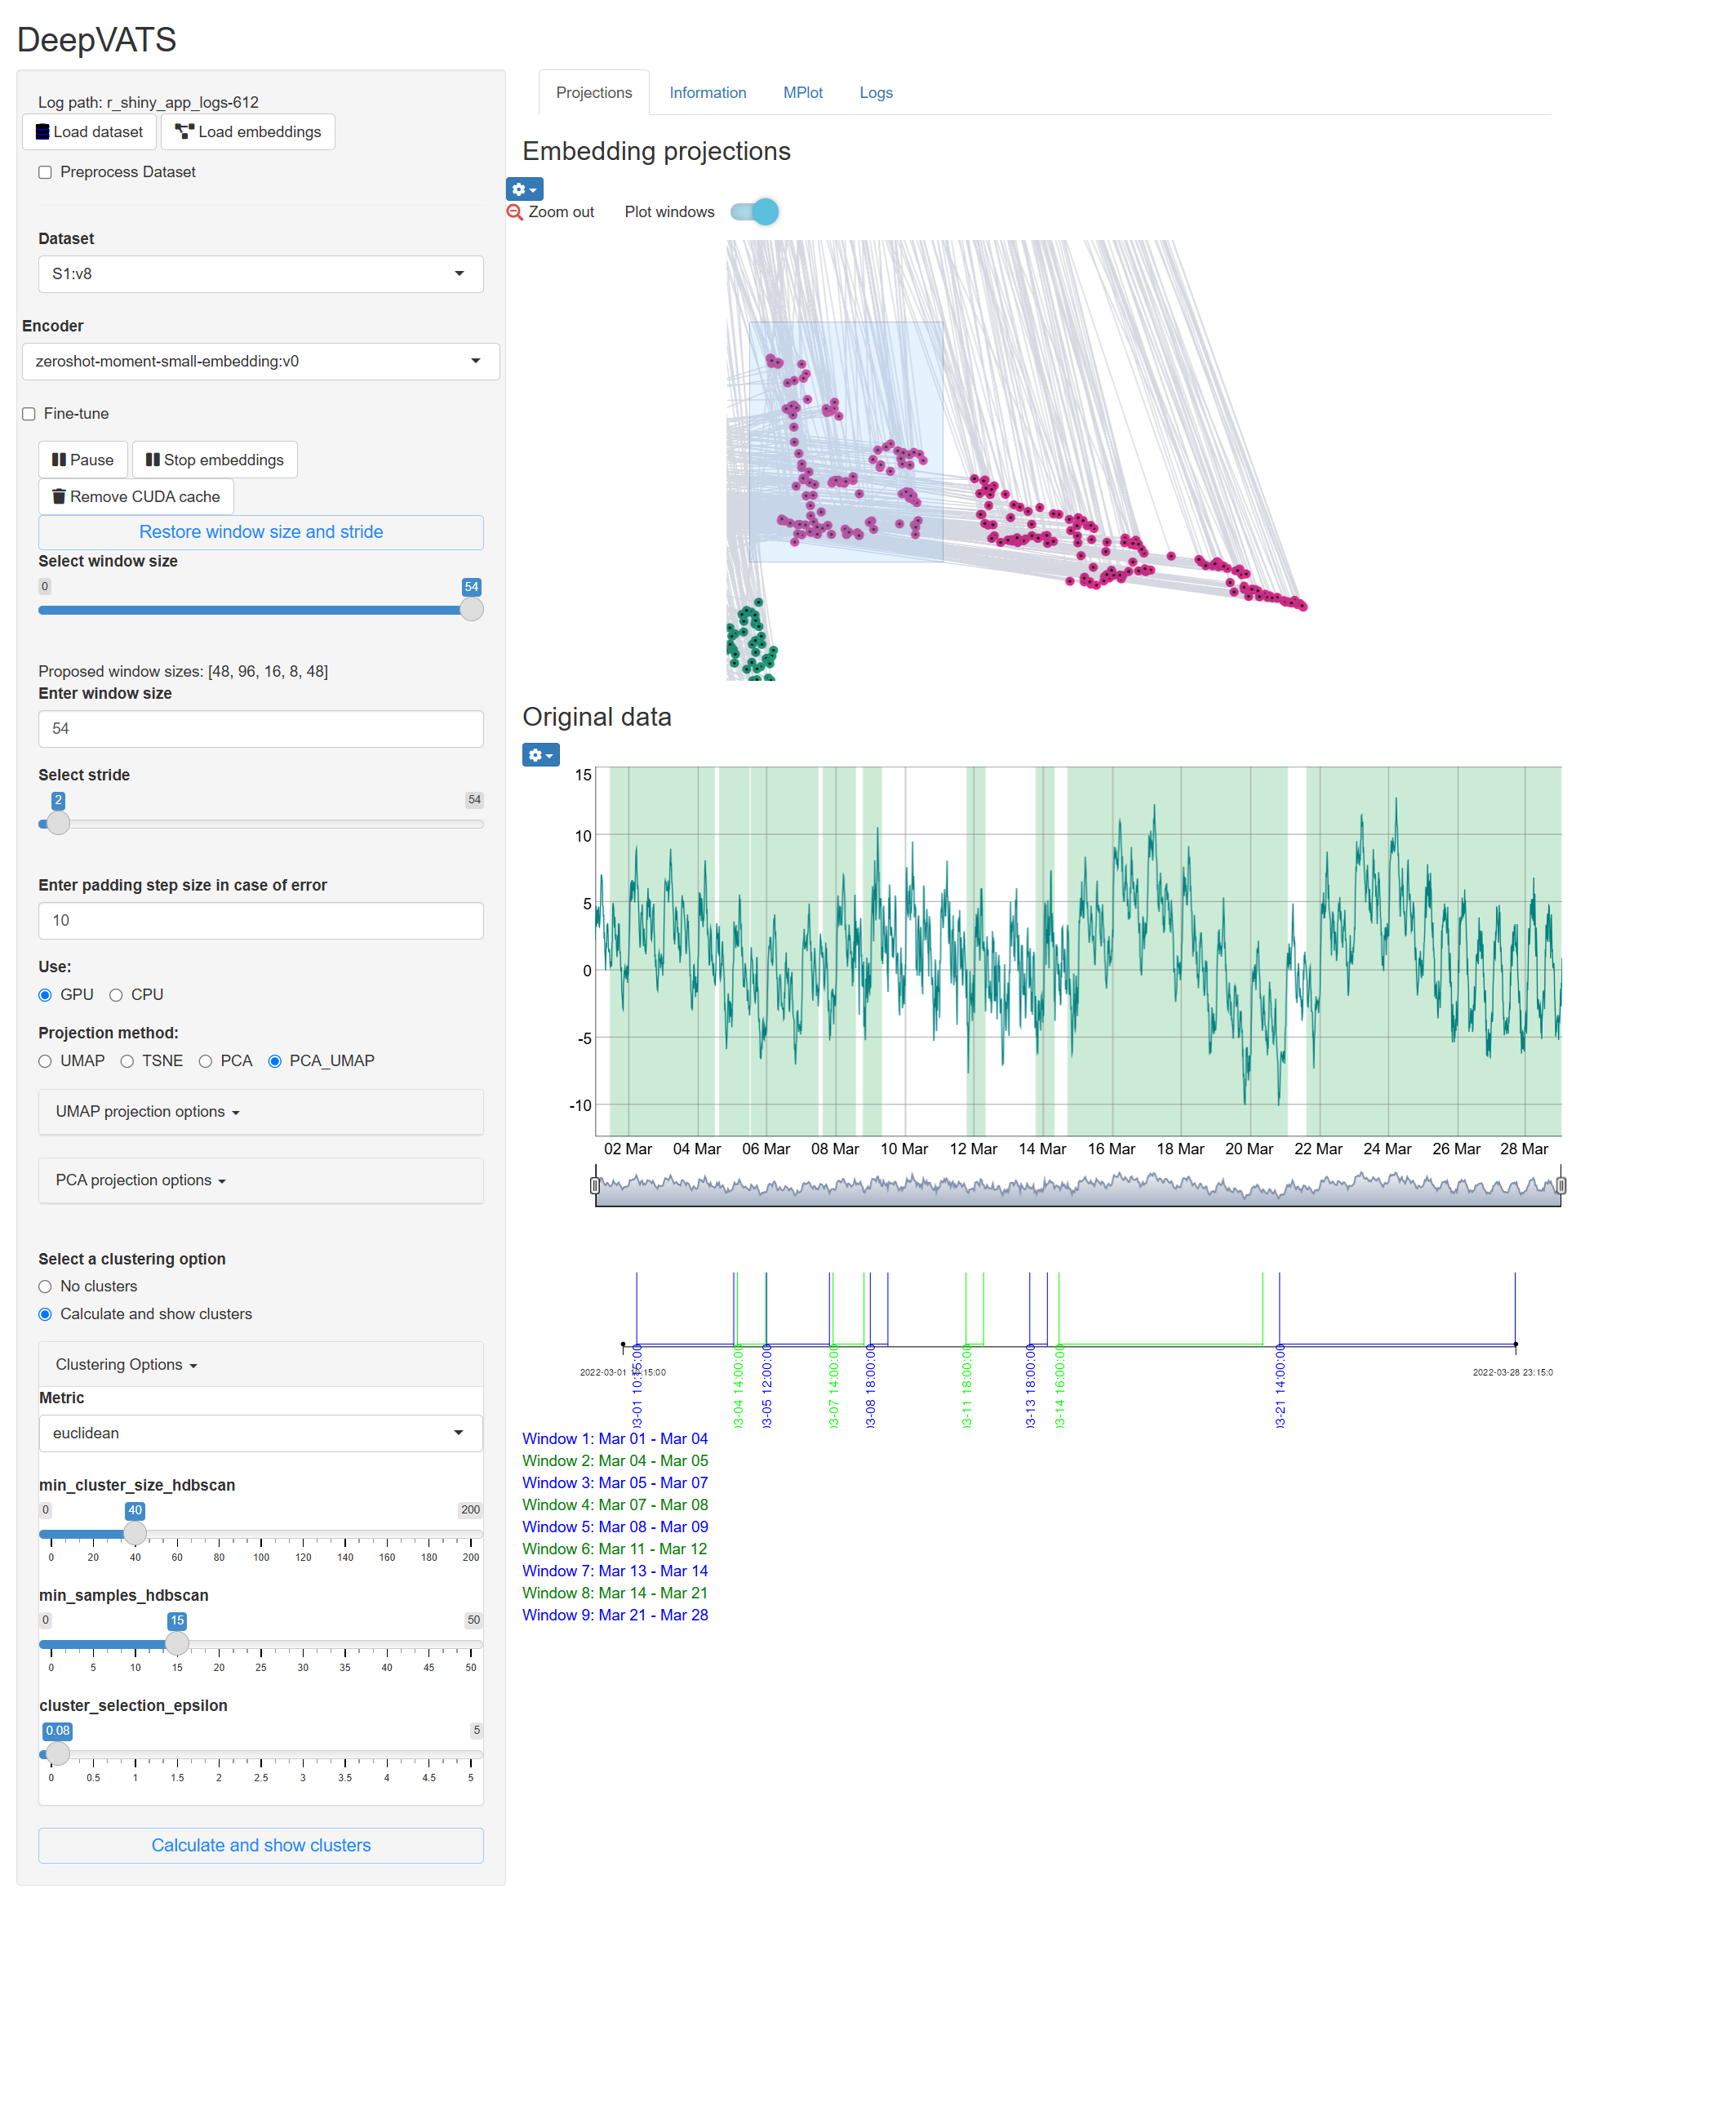 DeepVATS
Log path: r_shiny_app_logs-612
Load dataset
Load embeddings
Preprocess Dataset
Dataset
S1:v8
Encoder
zeroshot-moment-small-embedding:v0
Fine-tune
Pause
Stop embeddings
Remove CUDA cache
Restore window size and stride
Select window size
0
54
Proposed window sizes: [48, 96, 16, 8, 48]
Enter window size
54
Select stride
2
54
Enter padding step size in case of error
10
Use:
GPU CPU
Projection method:
UMAP TSNE PCA PCA_UMAP
UMAP projection options
PCA projection options
Select a clustering option
No clusters
Calculate and show clusters
Clustering Options
Metric
euclidean
min_cluster_size_hdbscan
0 40 200
0 20 40 60 80 100 120 140 160 180 200
min_samples_hdbscan
0 15 50
0 5 10 15 20 25 30 35 40 45 50
cluster_selection_epsilon
0.08 5
0 0.5 1 1.5 2 2.5 3 3.5 4 4.5 5
Calculate and show clusters
Projections Information MPlot Logs
Embedding projections
Zoom out Plot windows
Original data
15
10
5
0
-5
-10
02 Mar 04 Mar 06 Mar 08 Mar 10 Mar 12 Mar 14 Mar 16 Mar 18 Mar 20 Mar 22 Mar 24 Mar 26 Mar 28 Mar
2022-03-01
:15:00
2022-03-28 23:15:0
03-04 14:00:00
03-05 12:00:00
03-07 14:00:00
03-08 18:00:00
03-11 18:00:00
03-13 18:00:00
03-14 16:00:00
03-21 14:00:00
Window 1: Mar 01 - Mar 04
Window 2: Mar 04 - Mar 05
Window 3: Mar 05 - Mar 07
Window 4: Mar 07 - Mar 08
Window 5: Mar 08 - Mar 09
Window 6: Mar 11 - Mar 12
Window 7: Mar 13 - Mar 14
Window 8: Mar 14 - Mar 21
Window 9: Mar 21 - Mar 28